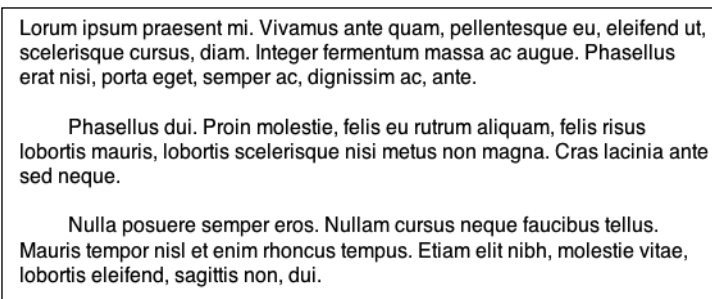 Lorum ipsum praesent mi. Vivamus ante quam, pellentesque eu, eleifend ut,
scelerisque cursus, diam. Integer fermentum massa ac augue. Phasellus
erat nisi, porta eget, semper ac, dignissim ac, ante.
Phasellus dui. Proin molestie, felis eu rutrum aliquam, felis risus
lobortis mauris, lobortis scelerisque nisi metus non magna. Cras lacinia ante
sed neque.
Nulla posuere semper eros. Nullam cursus neque faucibus tellus.
Mauris tempor nisl et enim rhoncus tempus. Etiam elit nibh, molestie vitae,
lobortis eleifend, sagittis non, dui.